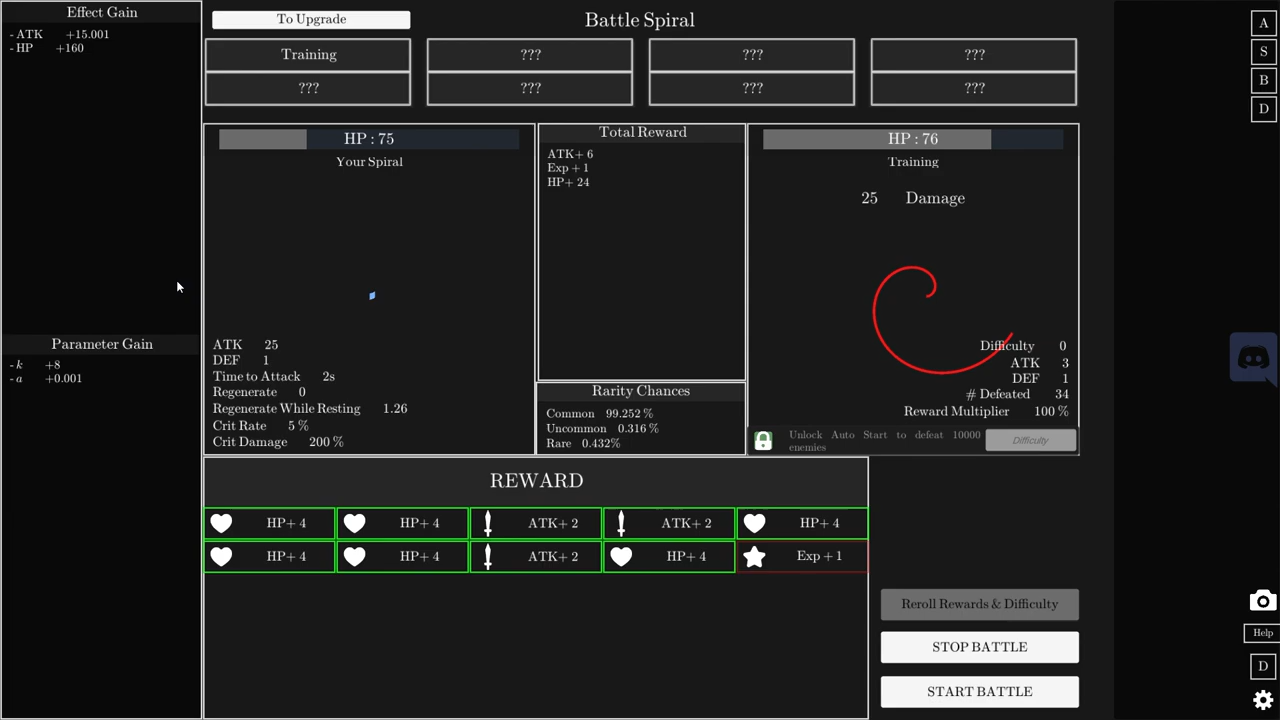 Effect Gain
- ATK +15.001
- HP +160
To Upgrade
Battle Spiral
Training
???
???
???
???
???
???
???
HP : 75
Your Spiral
ATK 25
DEF 1
Time to Attack 2s
Regenerate 0
Regenerate While Resting 1.26
Crit Rate 5 %
Crit Damage 200 %
Total Reward
ATK+ 6
Exp + 1
HP+ 24
Rarity Chances
Common 99.252 %
Uncommon 0.316 %
Rare 0.432%
HP : 76
Training
25 Damage
Difficulty 0
ATK 3
DEF 1
# Defeated 34
Reward Multiplier 100 %
Unlock Auto Start to defeat 10000
enemies
Difficulty
Parameter Gain
- k +8
- a +0.001
REWARD
HP+ 4
HP+ 4
ATK+ 2
ATK+ 2
HP+ 4
HP+ 4
HP+ 4
ATK+ 2
HP+ 4
Exp + 1
Reroll Rewards & Difficulty
STOP BATTLE
START BATTLE
A
S
B
D
Help
D